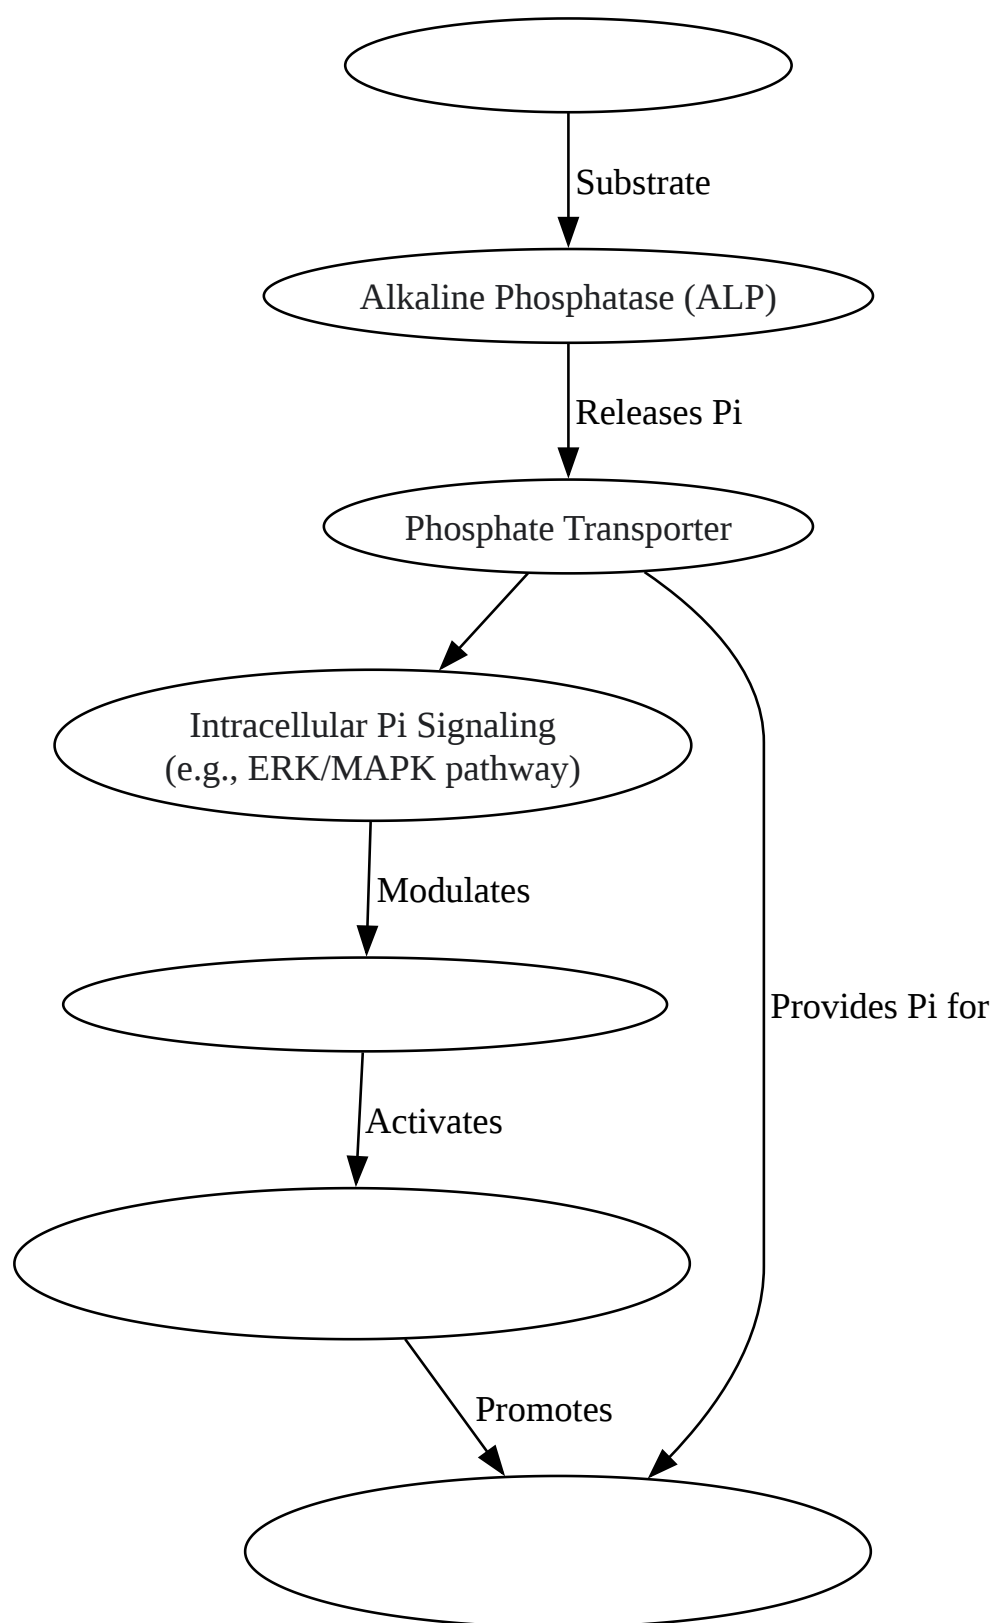 Substrate
Alkaline Phosphatase (ALP)
Releases Pi
Phosphate Transporter
Intracellular Pi Signaling
(e.g., ERK/MAPK pathway)
Modulates
Provides Pi for
Activates
Promotes